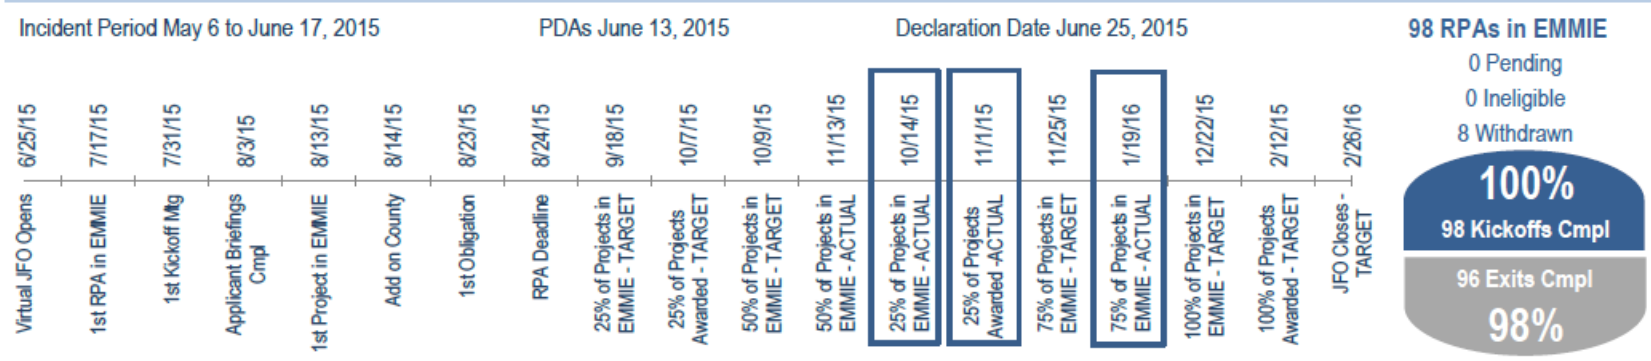 Incident Period May 6 to June 17, 2015
PDAs June 13, 2015
Declaration Date June 25, 2015
6/25/15
Virtual JFO Opens
7/17/15
1st RPA in EMMIE
7/31/15
1st Kickoff Mtg
8/3/15
Applicant Briefings
Cmpl
8/13/15
1st Project in EMMIE
8/14/15
Add on County
8/23/15
1st Obligation
8/24/15
RPA Deadline
9/18/15
25% of Projects in
EMMIE - TARGET
10/7/15
25% of Projects
Awarded - TARGET
10/9/15
50% of Projects in
EMMIE - TARGET
11/13/15
50% of Projects in
EMMIE - ACTUAL
10/14/15
25% of Projects in
EMMIE - ACTUAL
11/1/15
25% of Projects
Awarded -ACTUAL
11/25/15
75% of Projects in
EMMIE - TARGET
1/19/16
75% of Projects in
EMMIE - ACTUAL
12/22/15
100% of Projects in
EMMIE - TARGET
2/12/15
100% of Projects
Awarded - TARGET
2/26/16
JFO Closes -
TARGET
98 RPAs in EMMIE
0 Pending
0 Ineligible
8 Withdrawn
100%
98 Kickoffs Cmpl
96 Exits Cmpl
98%